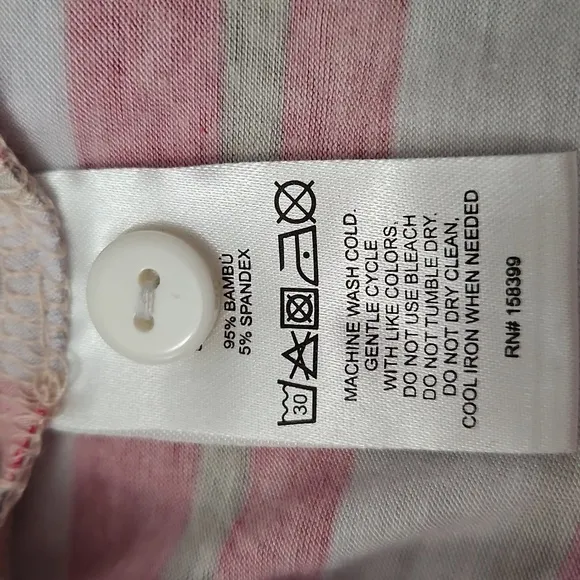 95% BAMBU
5% SPANDEX
30
MACHINE WASH COLD.
GENTLE CYCLE
WITH LIKE COLORS,
DO NOT USE BLEACH
DO NOT TUMBLE DRY.
DO NOT DRY CLEAN,
COOL IRON WHEN NEEDED
RN# 158399